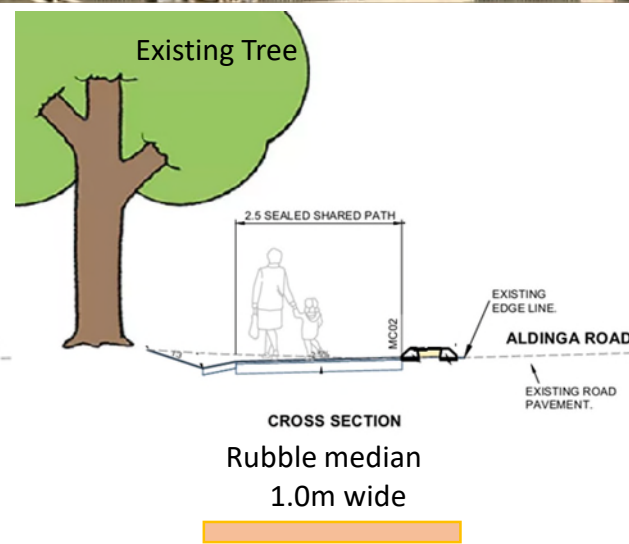 Existing Tree
2.5 SEALED SHARED PATH
MC02
EXISTING
EDGE LINE.
ALDINGA ROAD
EXISTING ROAD
PAVEMENT.
CROSS SECTION
Rubble median
1.0m wide